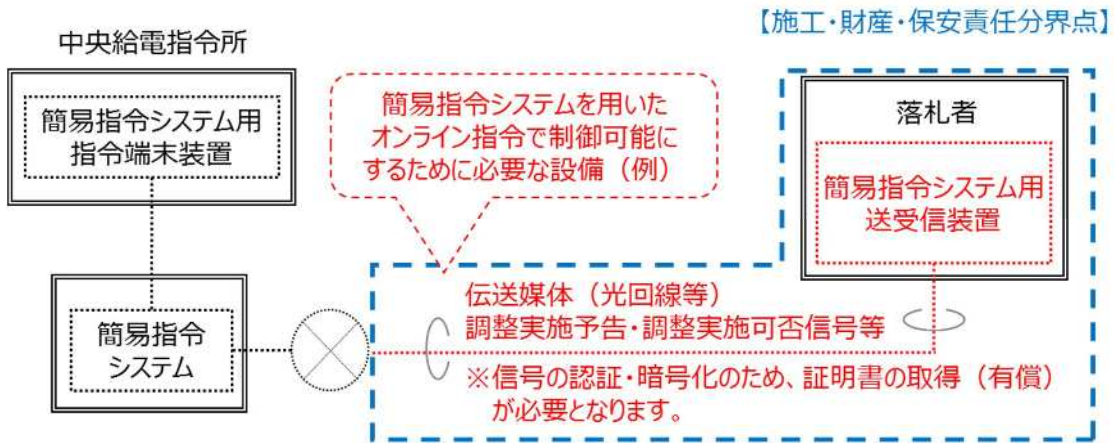 【施工・財産・保安責任分界点】
中央給電指令所
簡易指令システム用
指令端末装置
簡易指令システムを用いた
オンライン指令で制御可能に
するために必要な設備（例）
落札者
簡易指令システム用
送受信装置
簡易指令
システム
伝送媒体（光回線等）
調整実施予告・調整実施可否信号等
※信号の認証・暗号化のため、証明書の取得（有償）
が必要となります。